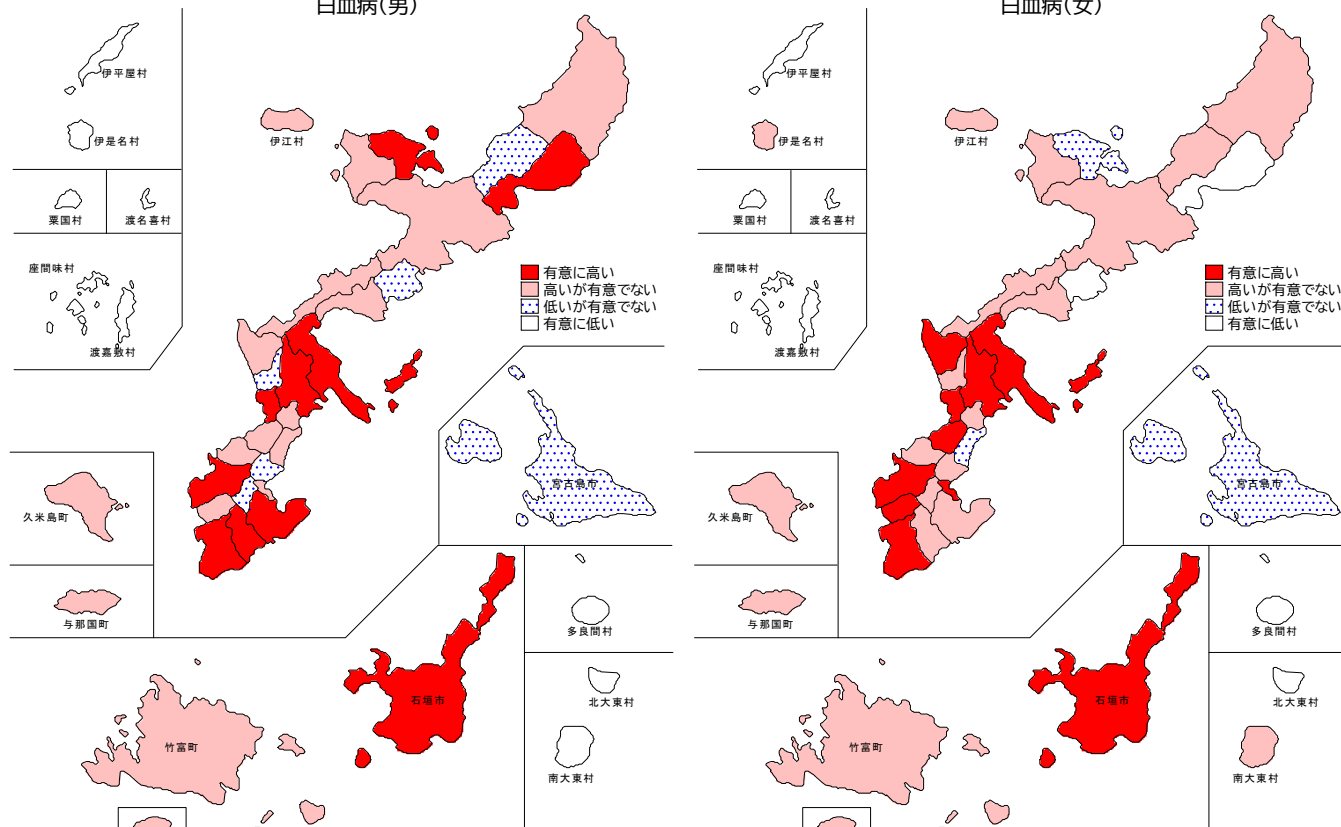 白血病(男)
伊平屋村
伊是名村
伊江村
粟国村
渡名喜村
座間味村
渡嘉敷村
有意に高い
高いが有意でない
低いが有意でない
有意に低い
久米島町
宮古島市
与那国町
多良間村
石垣市
北大東村
竹富町
南大東村
白血病(女)
伊平屋村
伊是名村
伊江村
粟国村
渡名喜村
座間味村
渡嘉敷村
有意に高い
高いが有意でない
低いが有意でない
有意に低い
久米島町
宮古島市
与那国町
多良間村
石垣市
北大東村
竹富町
南大東村